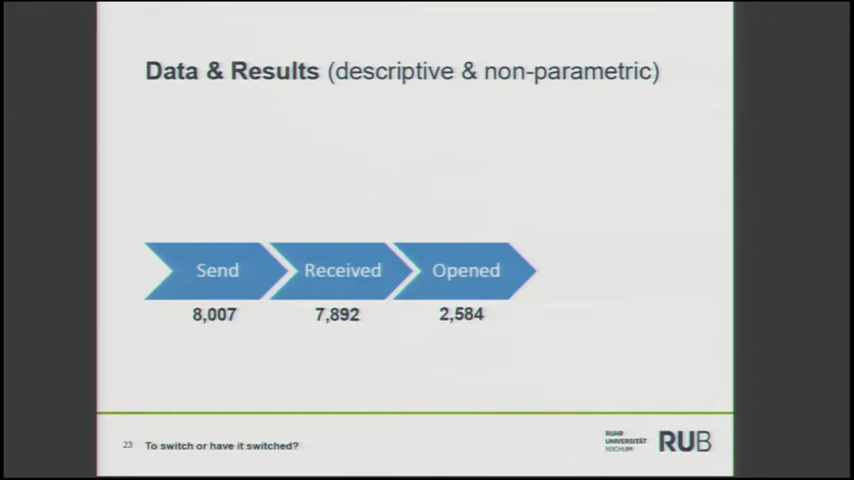 Data & Results (descriptive & non-parametric)
Send
Received
Opened
8,007
7,892
2,584
23 To switch or have it switched?
RUHR
UNIVERSITÄT
BOCHUM
RUB